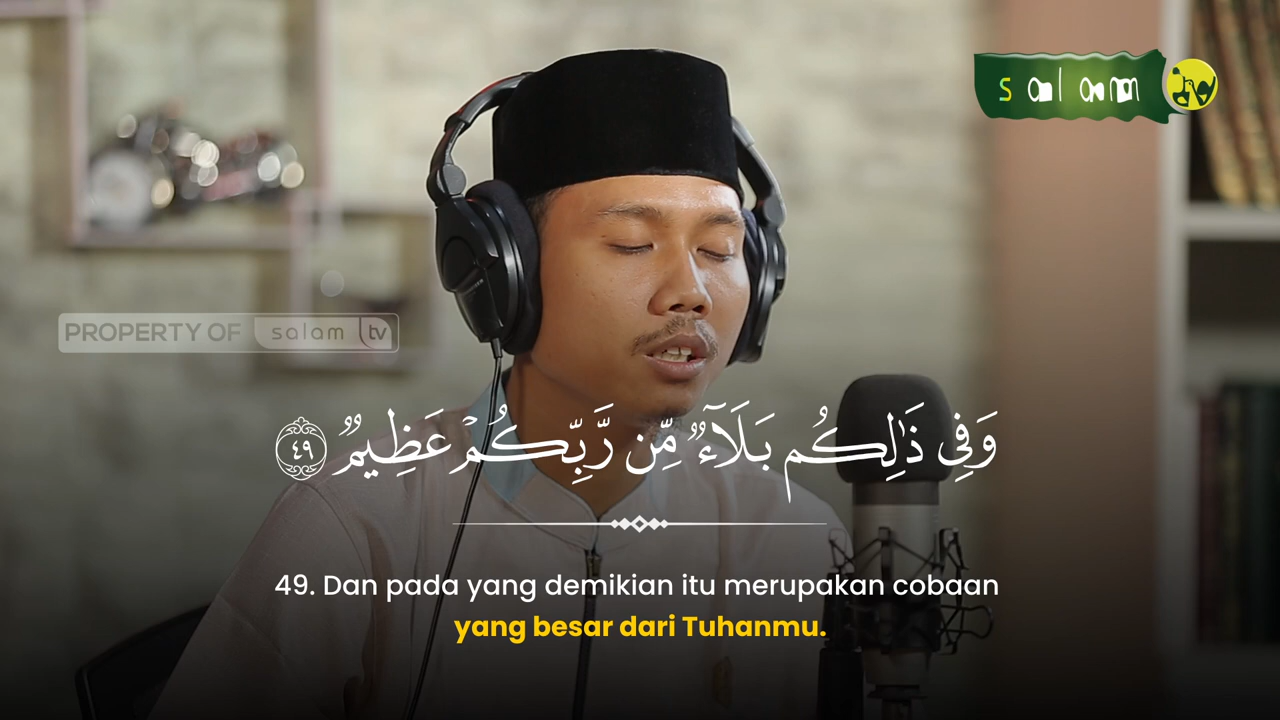 salam tv
PROPERTY OF salam tv
وَفِي ذَٰلِكُم بَلَآءٌ مِّن رَّبِّكُمْ عَظِيمٌ ٤٩
49. Dan pada yang demikian itu merupakan cobaan
yang besar dari Tuhanmu.